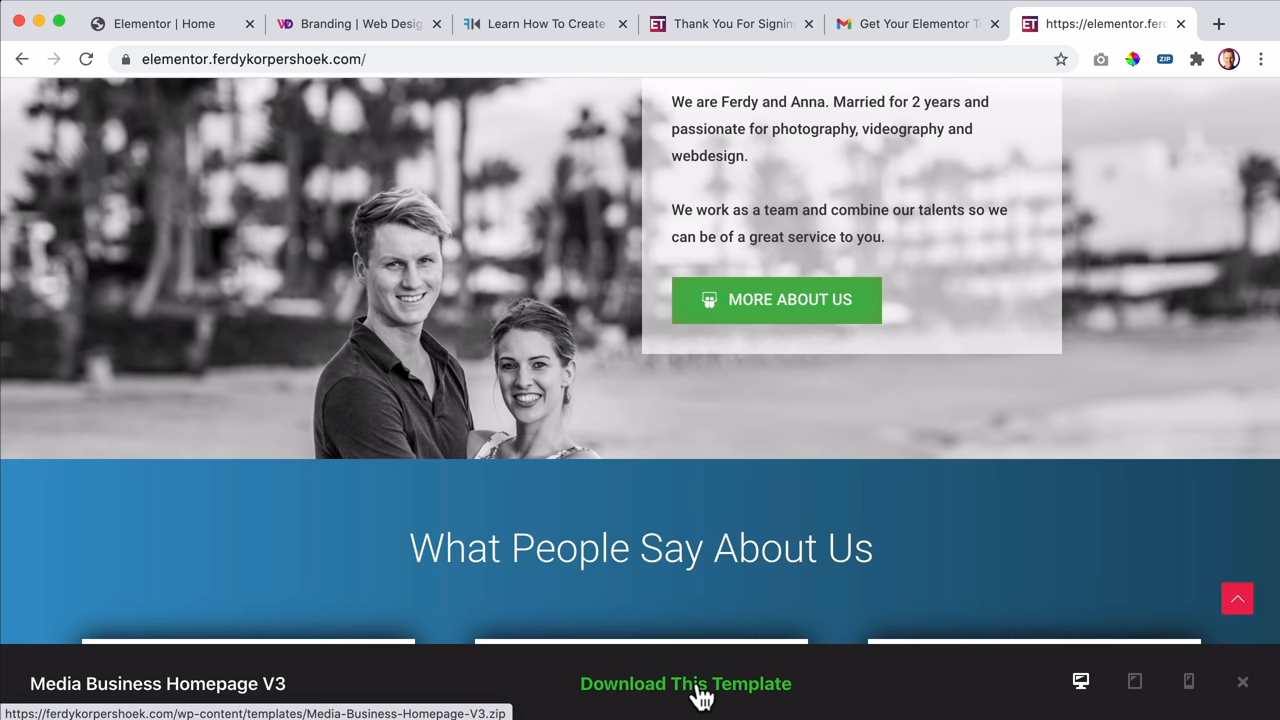 Elementor | Home
Branding | Web Desig
Learn How To Create
Thank You For Signin
Get Your Elementor T
https://elementor.ferd
elementor.ferdykorpershoek.com/
ZIP
We are Ferdy and Anna. Married for 2 years and
passionate for photography, videography and
webdesign.
We work as a team and combine our talents so we
can be of a great service to you.
MORE ABOUT US
What People Say About Us
Media Business Homepage V3
Download This Template
https://ferdykorpershoek.com/wp-content/templates/Media-Business-Homepage-V3.zip